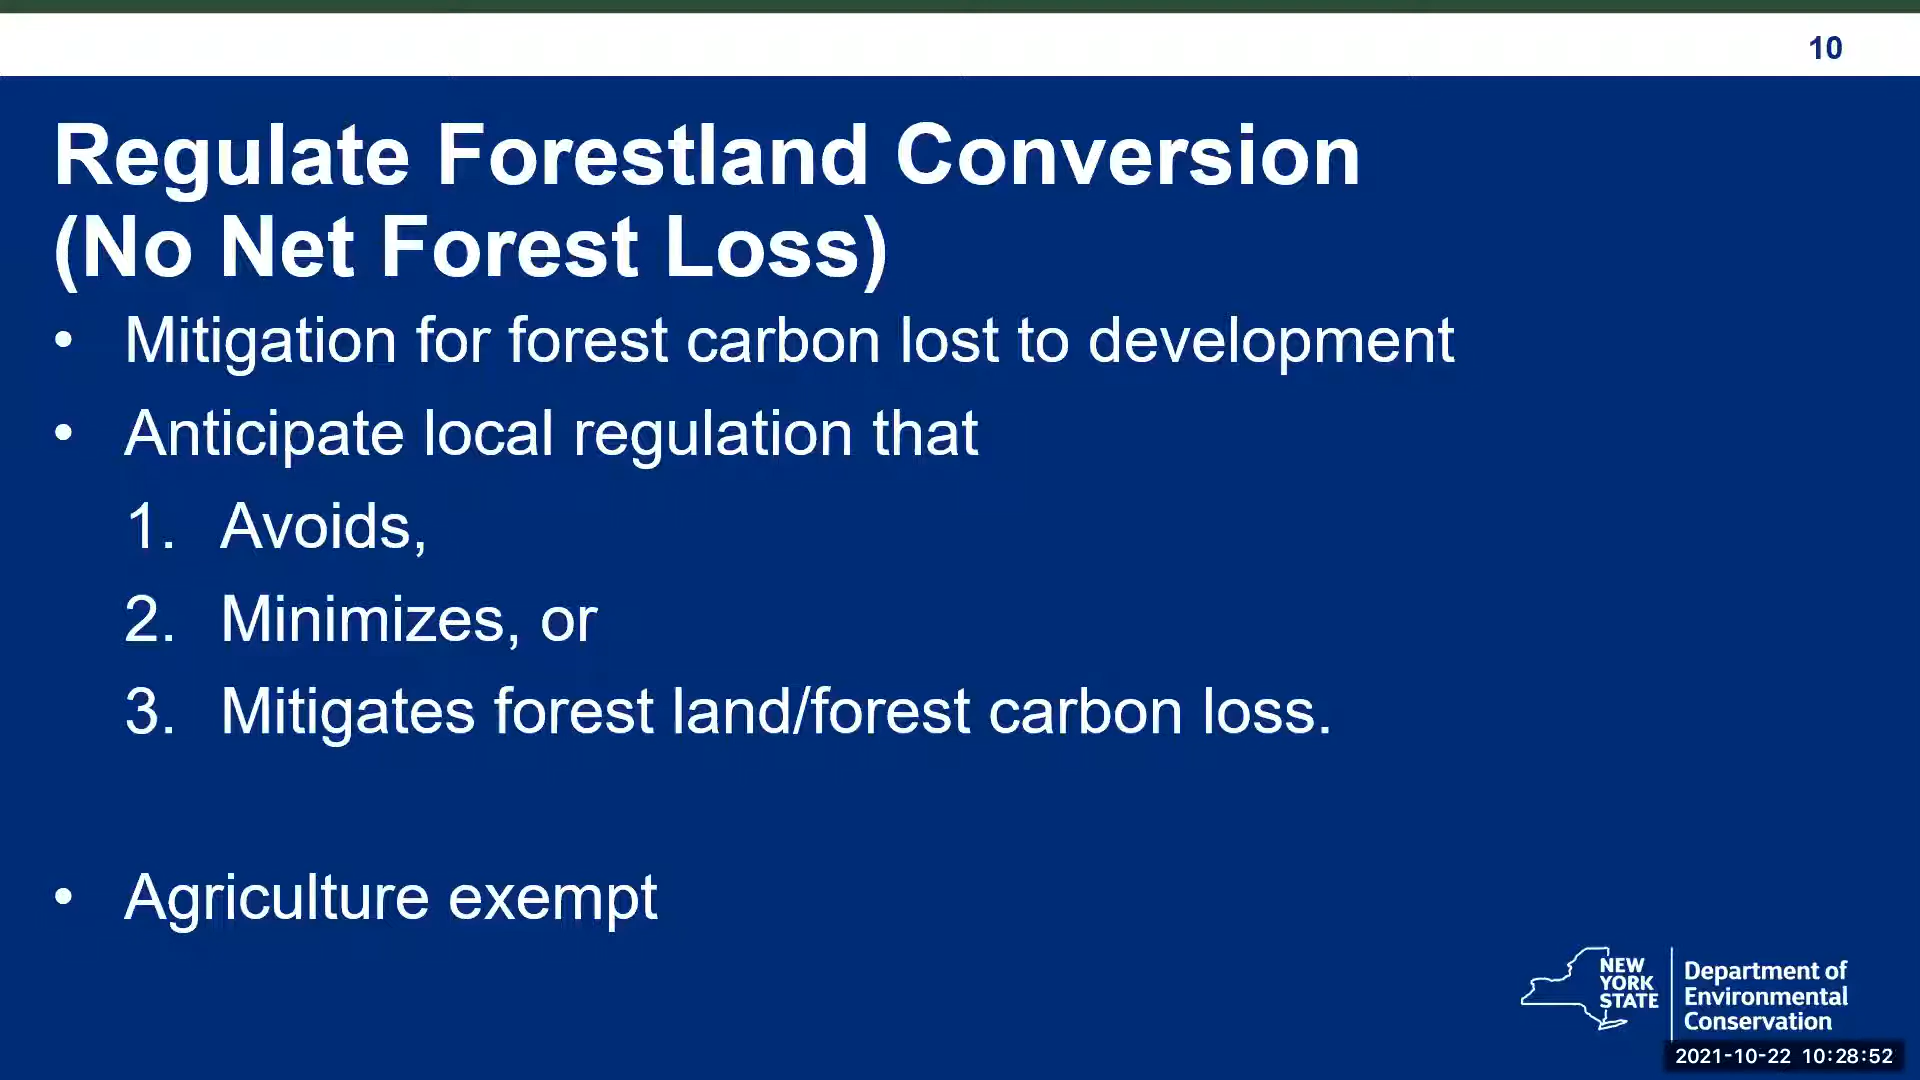 10
Regulate Forestland Conversion
(No Net Forest Loss)
• Mitigation for forest carbon lost to development
• Anticipate local regulation that
1. Avoids,
2. Minimizes, or
3. Mitigates forest land/forest carbon loss.
• Agriculture exempt
NEW
YORK
STATE
Department of
Environmental
Conservation
2021-10-22 10:28:52